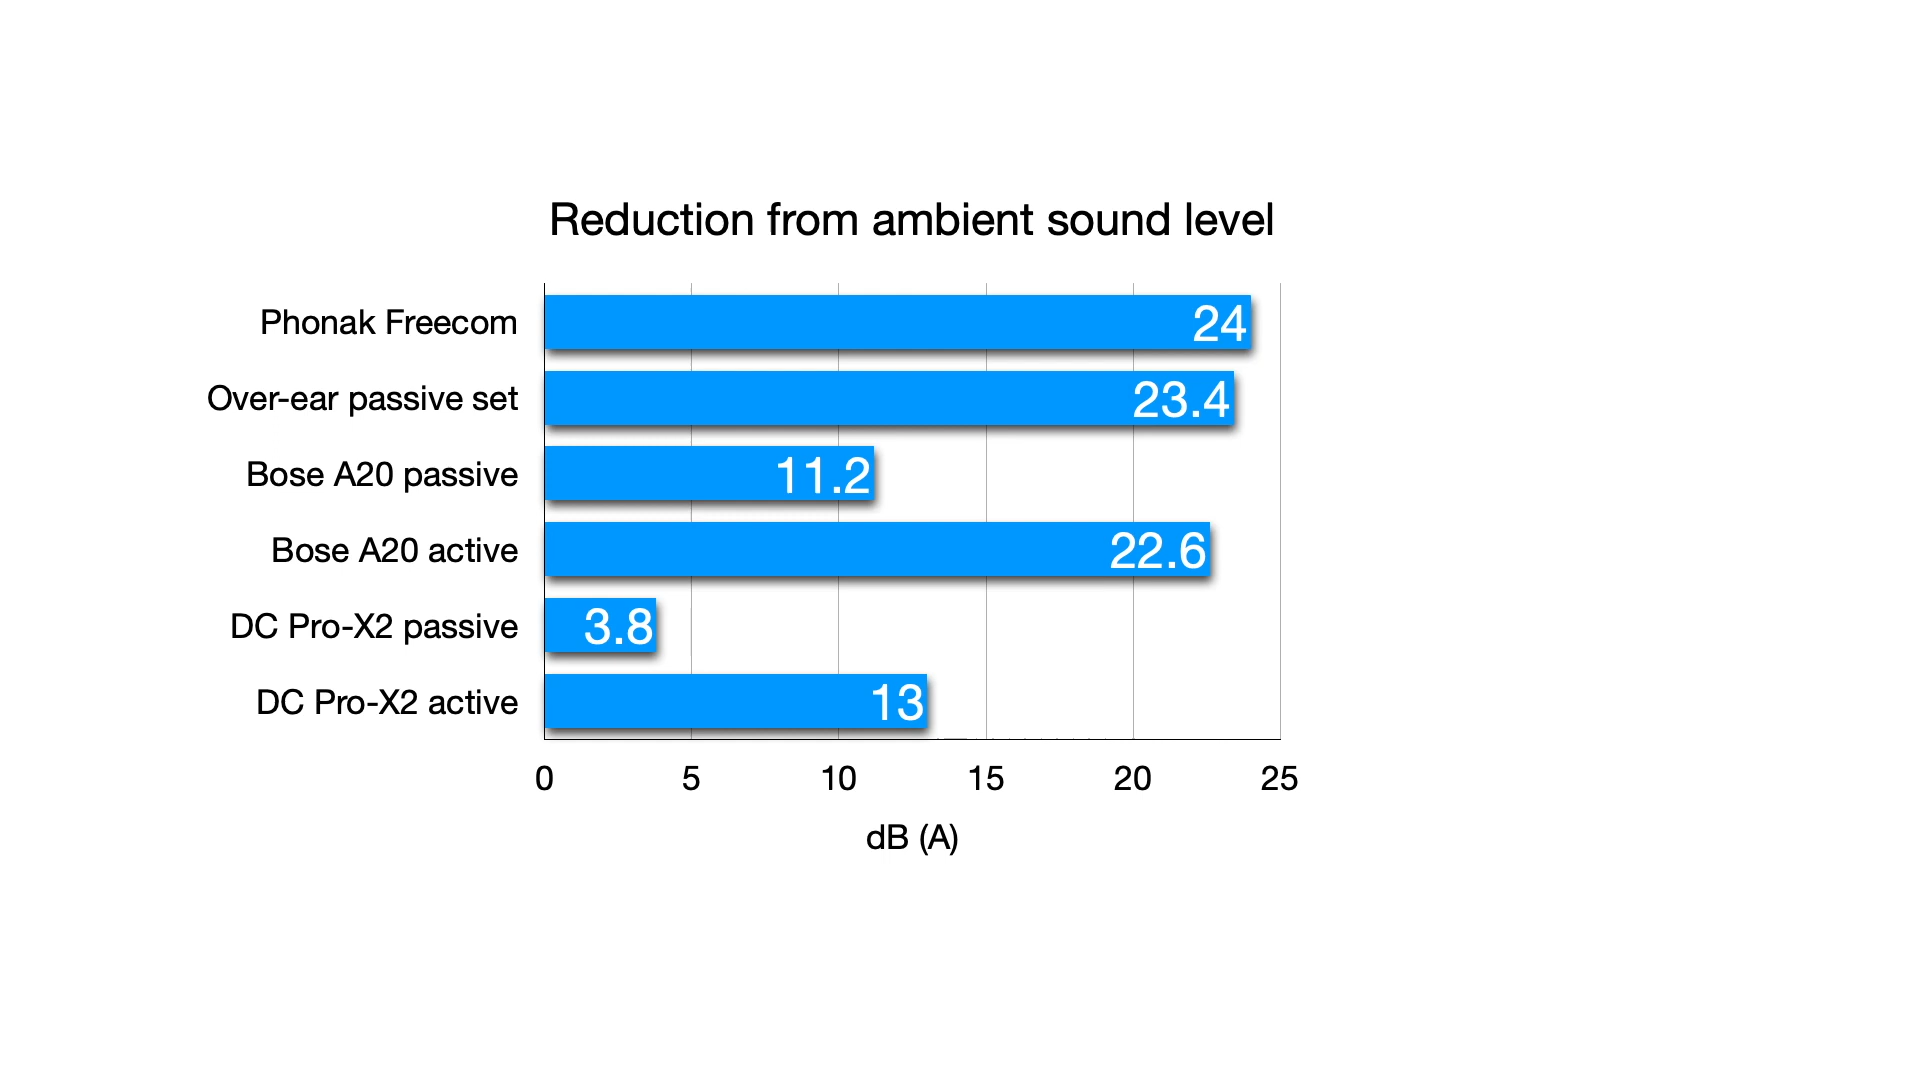 Reduction from ambient sound level
Phonak Freecom 24
Over-ear passive set 23.4
Bose A20 passive 11.2
Bose A20 active 22.6
DC Pro-X2 passive 3.8
DC Pro-X2 active 13
0 5 10 15 20 25
dB (A)